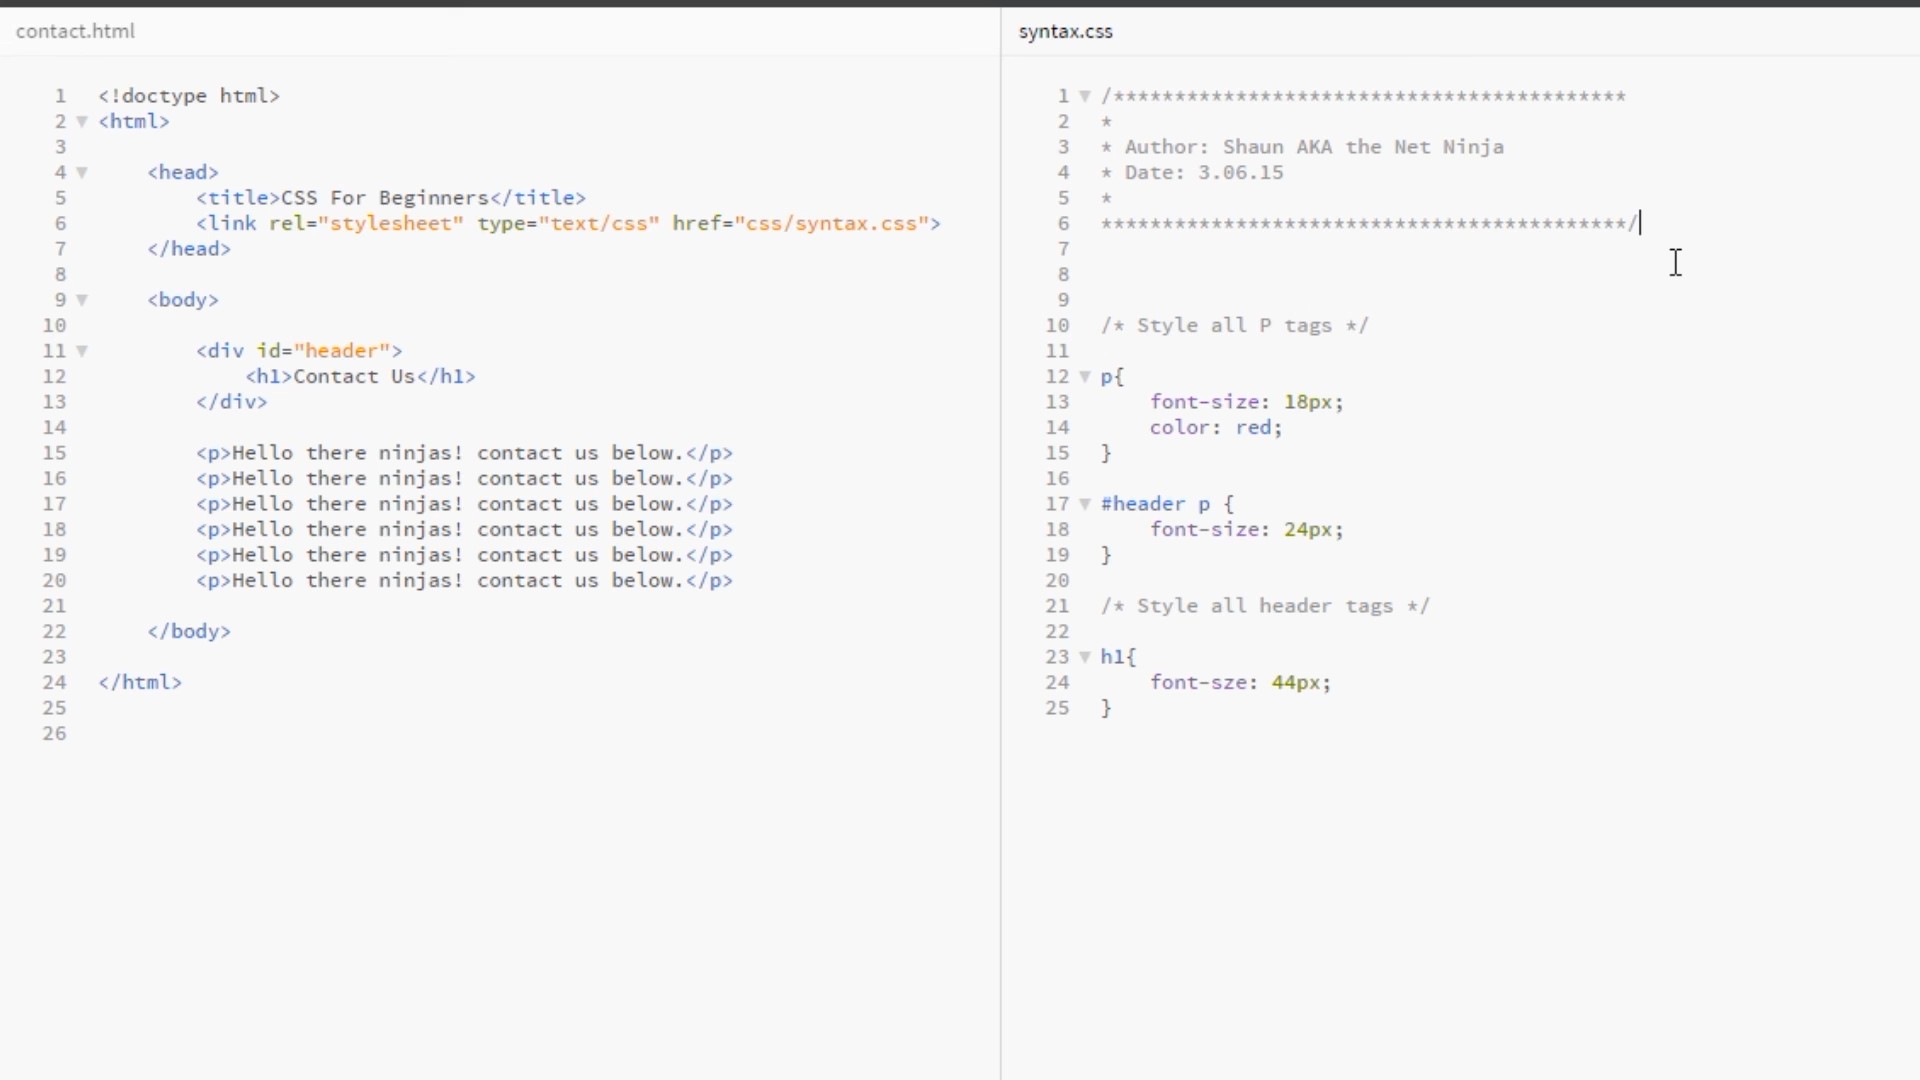 contact.html
1 <!doctype html>
2 <html>
3
4     <head>
5         <title>CSS For Beginners</title>
6         <link rel="stylesheet" type="text/css" href="css/syntax.css">
7     </head>
8
9     <body>
10
11         <div id="header">
12             <h1>Contact Us</h1>
13         </div>
14
15         <p>Hello there ninjas! contact us below.</p>
16         <p>Hello there ninjas! contact us below.</p>
17         <p>Hello there ninjas! contact us below.</p>
18         <p>Hello there ninjas! contact us below.</p>
19         <p>Hello there ninjas! contact us below.</p>
20         <p>Hello there ninjas! contact us below.</p>
21
22     </body>
23
24 </html>
25
26
syntax.css
1 /******************************************
2 *
3 * Author: Shaun AKA the Net Ninja
4 * Date: 3.06.15
5 *
6 *******************************************/
7
8
9
10 /* Style all P tags */
11
12 p{
13     font-size: 18px;
14     color: red;
15 }
16
17 #header p {
18     font-size: 24px;
19 }
20
21 /* Style all header tags */
22
23 h1{
24     font-sze: 44px;
25 }